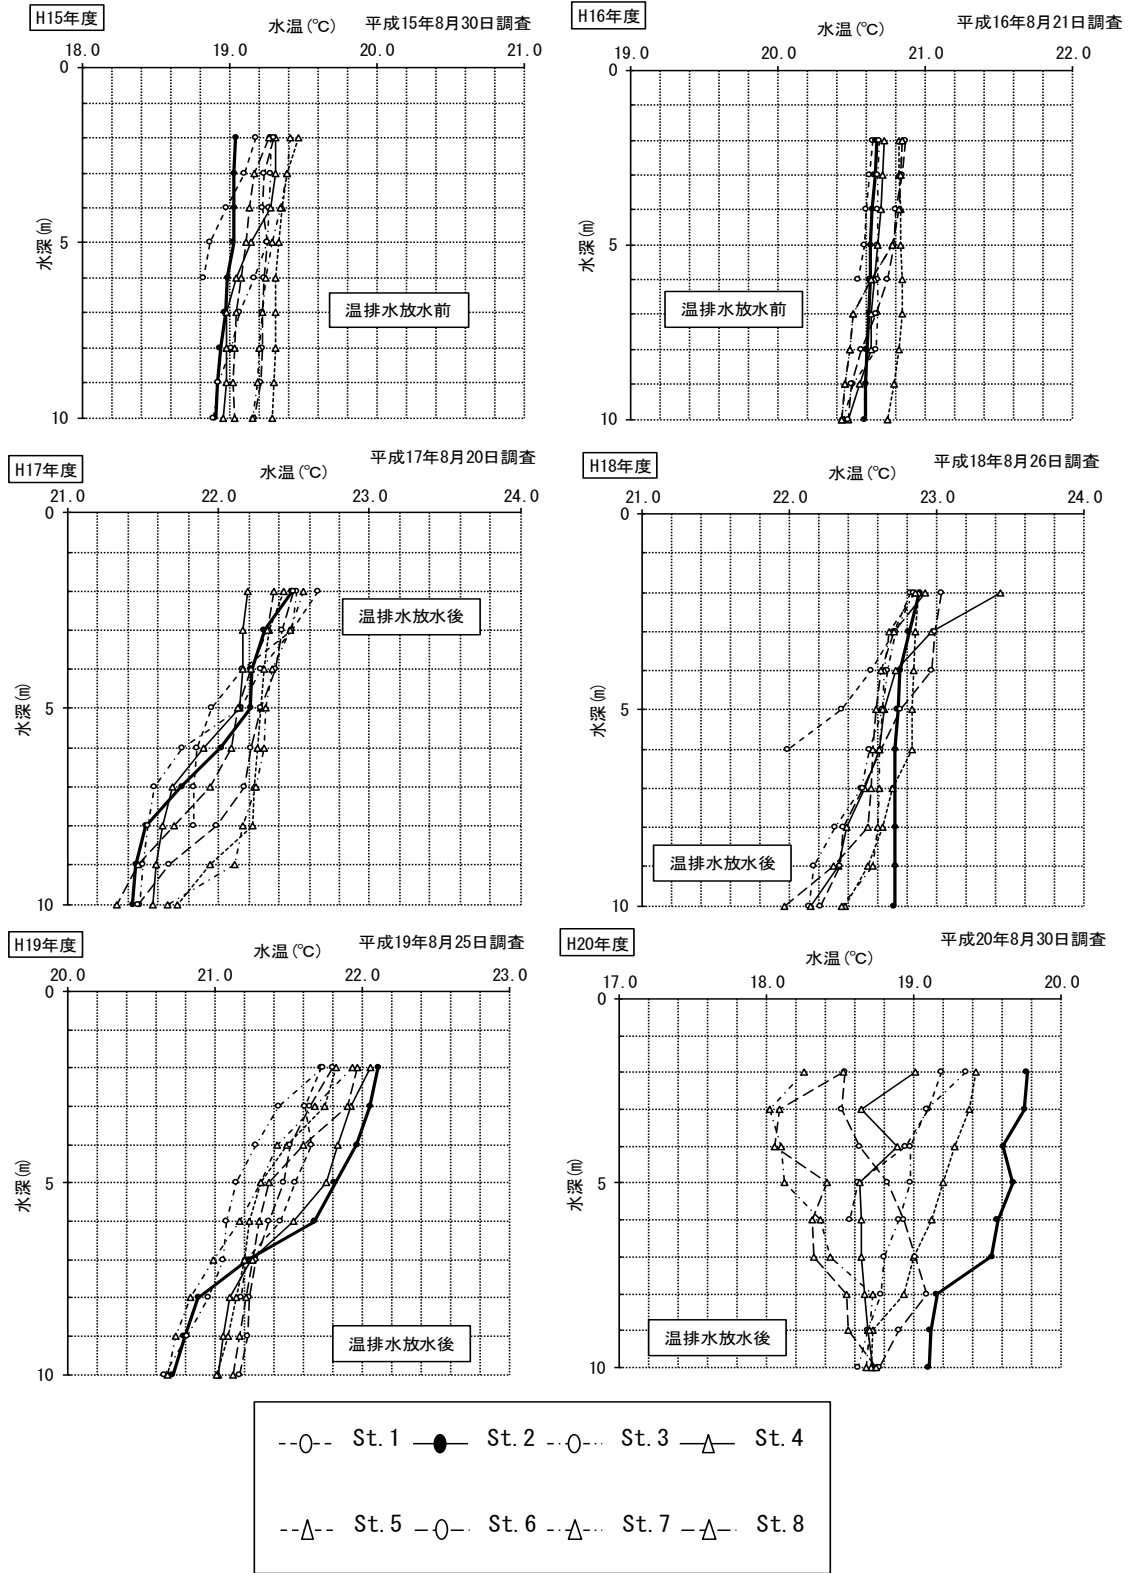 H15年度
水温(℃)
平成15年8月30日調査
18.0 19.0 20.0 21.0
0
水深(m)
5
温排水放水前
10
H16年度
水温(℃)
平成16年8月21日調査
19.0 20.0 21.0 22.0
0
水深(m)
5
温排水放水前
10
H17年度
水温(℃)
平成17年8月20日調査
21.0 22.0 23.0 24.0
0
温排水放水後
水深(m)
5
10
H18年度
水温(℃)
平成18年8月26日調査
21.0 22.0 23.0 24.0
0
水深(m)
5
温排水放水後
10
H19年度
水温(℃)
平成19年8月25日調査
20.0 21.0 22.0 23.0
0
水深(m)
5
温排水放水後
10
H20年度
水温(℃)
平成20年8月30日調査
17.0 18.0 19.0 20.0
0
水深(m)
5
温排水放水後
10
St.1 St.2 St.3 St.4
St.5 St.6 St.7 St.8